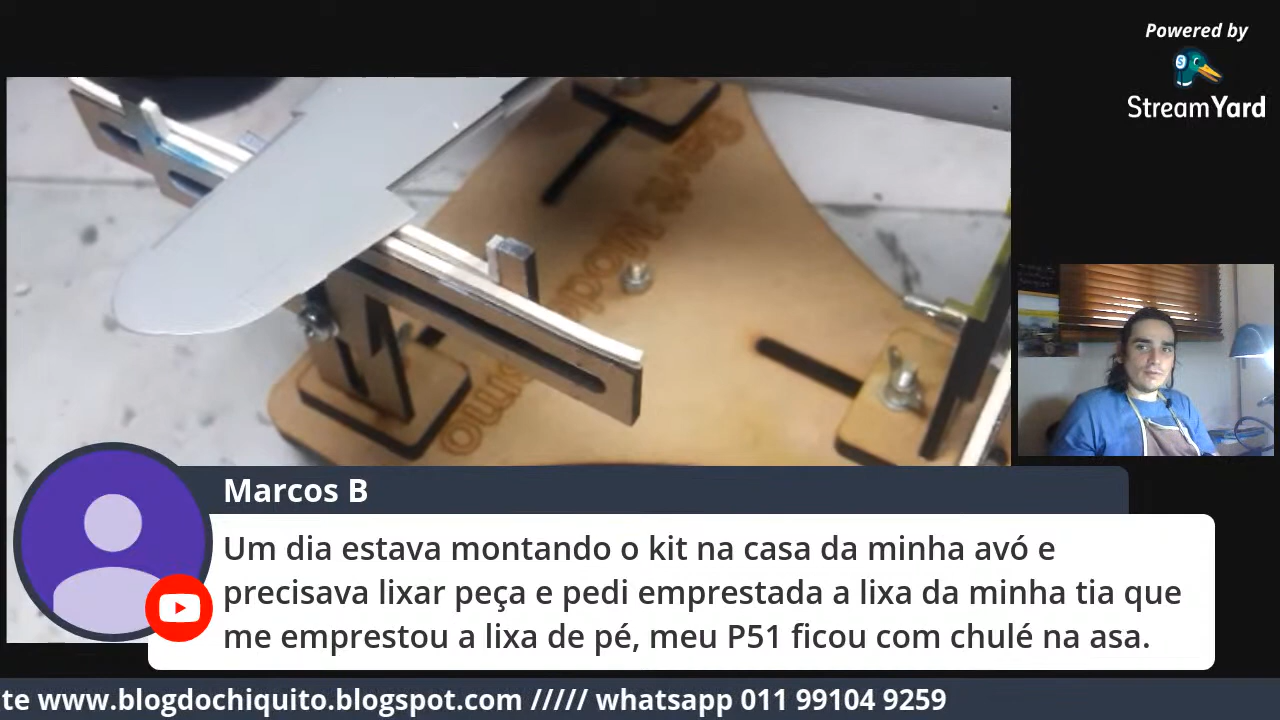 Powered by
StreamYard
Marcos B
Um dia estava montando o kit na casa da minha avó e
precisava lixar peça e pedi emprestada a lixa da minha tia que
me emprestou a lixa de pé, meu P51 ficou com chulé na asa.
te www.blogdochiquito.blogspot.com ///// whatsapp 011 99104 9259